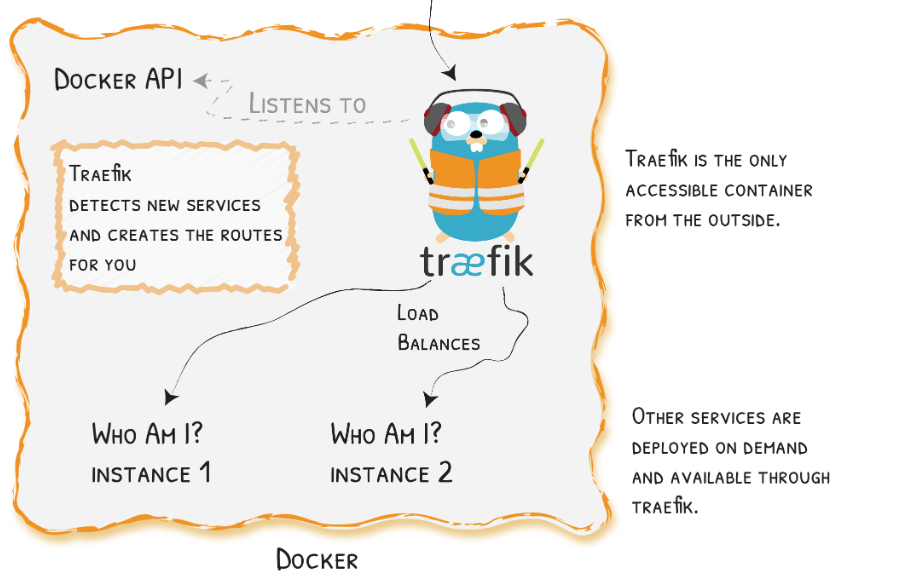 Docker API
Listens to
Traefik
detects new services
and creates the routes
for you
træfik
Traefik is the only
accessible container
from the outside.
Load
Balances
Who Am I?
instance 1
Who Am I?
instance 2
Other services are
deployed on demand
and available through
traefik.
Docker